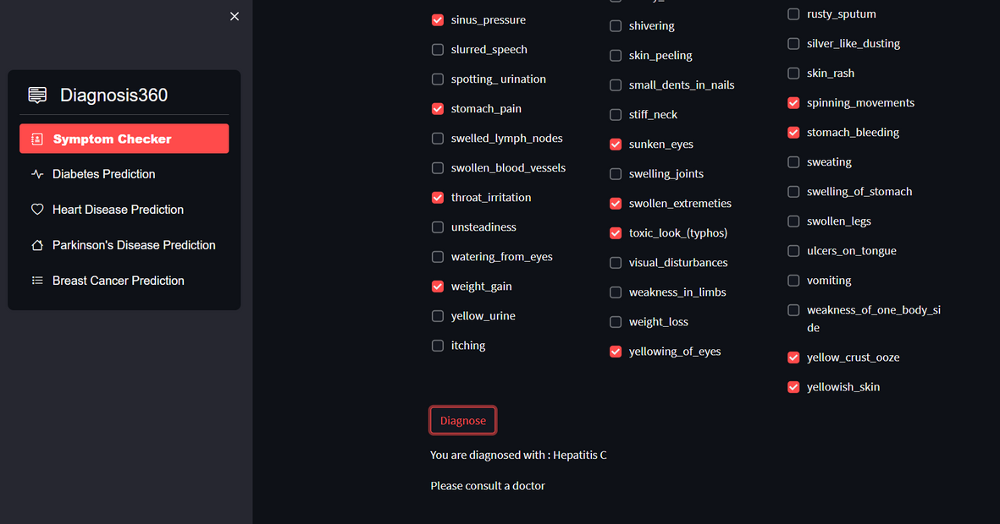 Diagnosis360
Symptom Checker
Diabetes Prediction
Heart Disease Prediction
Parkinson's Disease Prediction
Breast Cancer Prediction
sinus_pressure
slurred_speech
spotting_ urination
stomach_pain
swelled_lymph_nodes
swollen_blood_vessels
throat_irritation
unsteadiness
watering_from_eyes
weight_gain
yellow_urine
itching
shivering
skin_peeling
small_dents_in_nails
stiff_neck
sunken_eyes
swelling_joints
swollen_extremeties
toxic_look_(typhos)
visual_disturbances
weakness_in_limbs
weight_loss
yellowing_of_eyes
rusty_sputum
silver_like_dusting
skin_rash
spinning_movements
stomach_bleeding
sweating
swelling_of_stomach
swollen_legs
ulcers_on_tongue
vomiting
weakness_of_one_body_si
de
yellow_crust_ooze
yellowish_skin
Diagnose
You are diagnosed with : Hepatitis C
Please consult a doctor